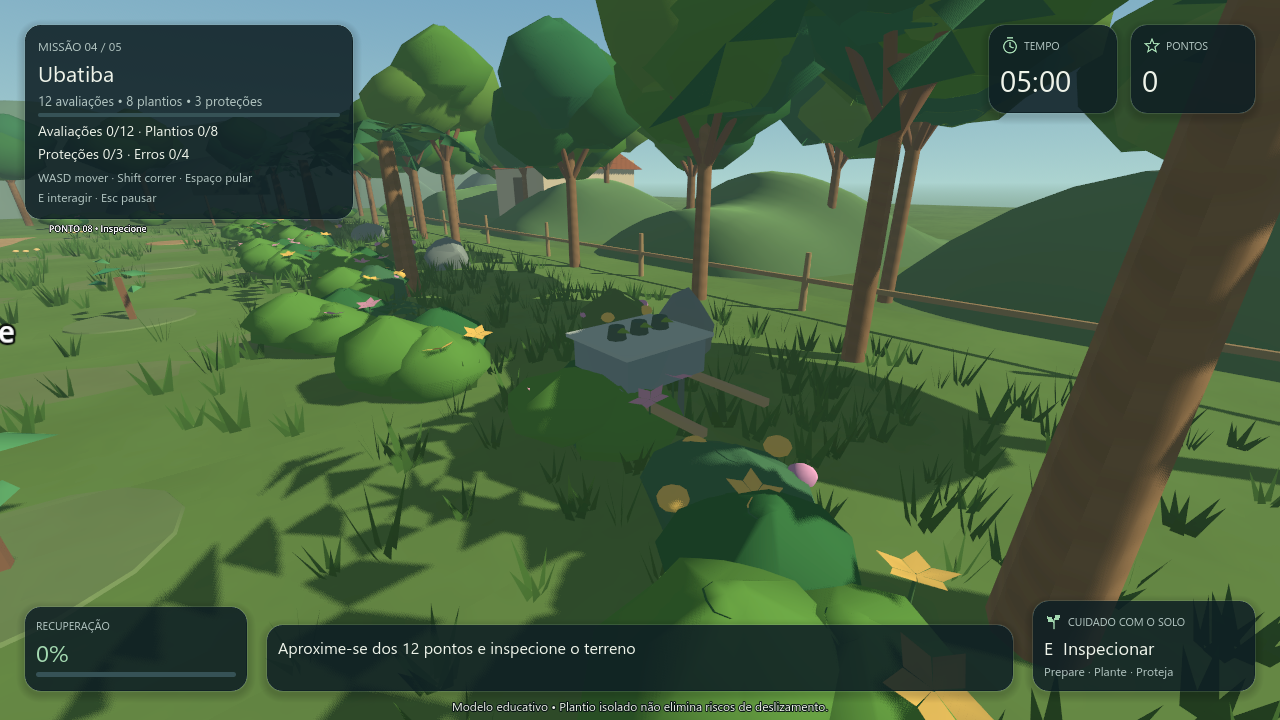 MISSÃO 04 / 05
Ubatiba
12 avaliações • 8 plantios • 3 proteções
Avaliações 0/12 · Plantios 0/8
Proteções 0/3 · Erros 0/4
WASD mover · Shift correr · Espaço pular
E interagir · Esc pausar
TEMPO
05:00
PONTOS
0
PONTO 08 • Inspecione
e
RECUPERAÇÃO
0%
Aproxime-se dos 12 pontos e inspecione o terreno
CUIDADO COM O SOLO
E Inspecionar
Prepare · Plante · Proteja
Modelo educativo • Plantio isolado não elimina riscos de deslizamento.